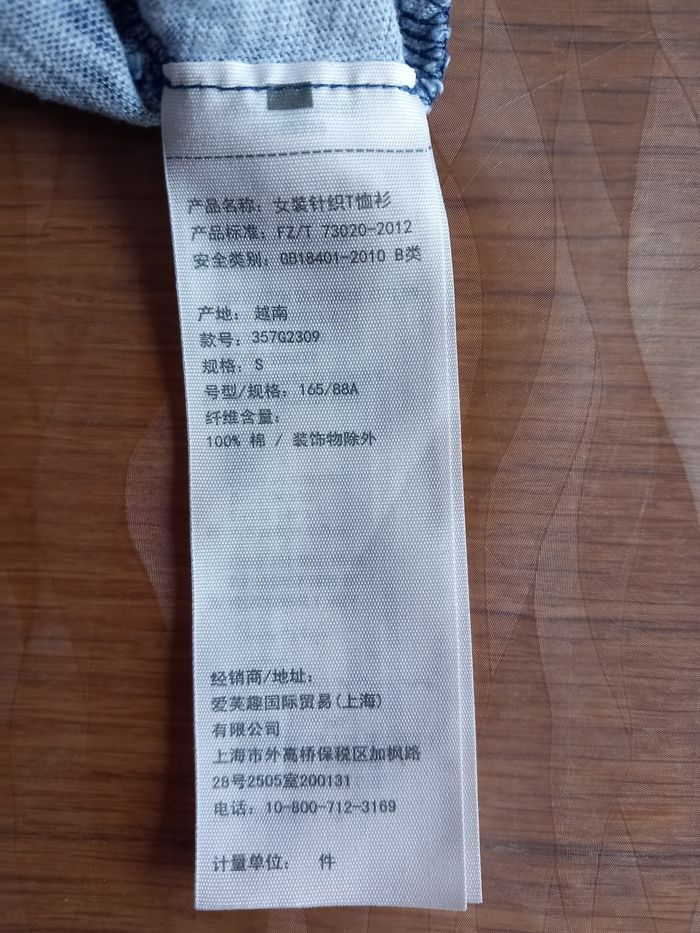 产品名称：女装针织T恤衫
产品标准：FZ/T 73020-2012
安全类别：GB18401-2010 B类
产地：越南
款号：357G2309
规格：S
号型/规格：165/88A
纤维含量：
100% 棉 / 装饰物除外
经销商/地址：
爱芙趣国际贸易(上海)
有限公司
上海市外高桥保税区加枫路
28号2505室200131
电话：10-800-712-3169
计量单位： 件